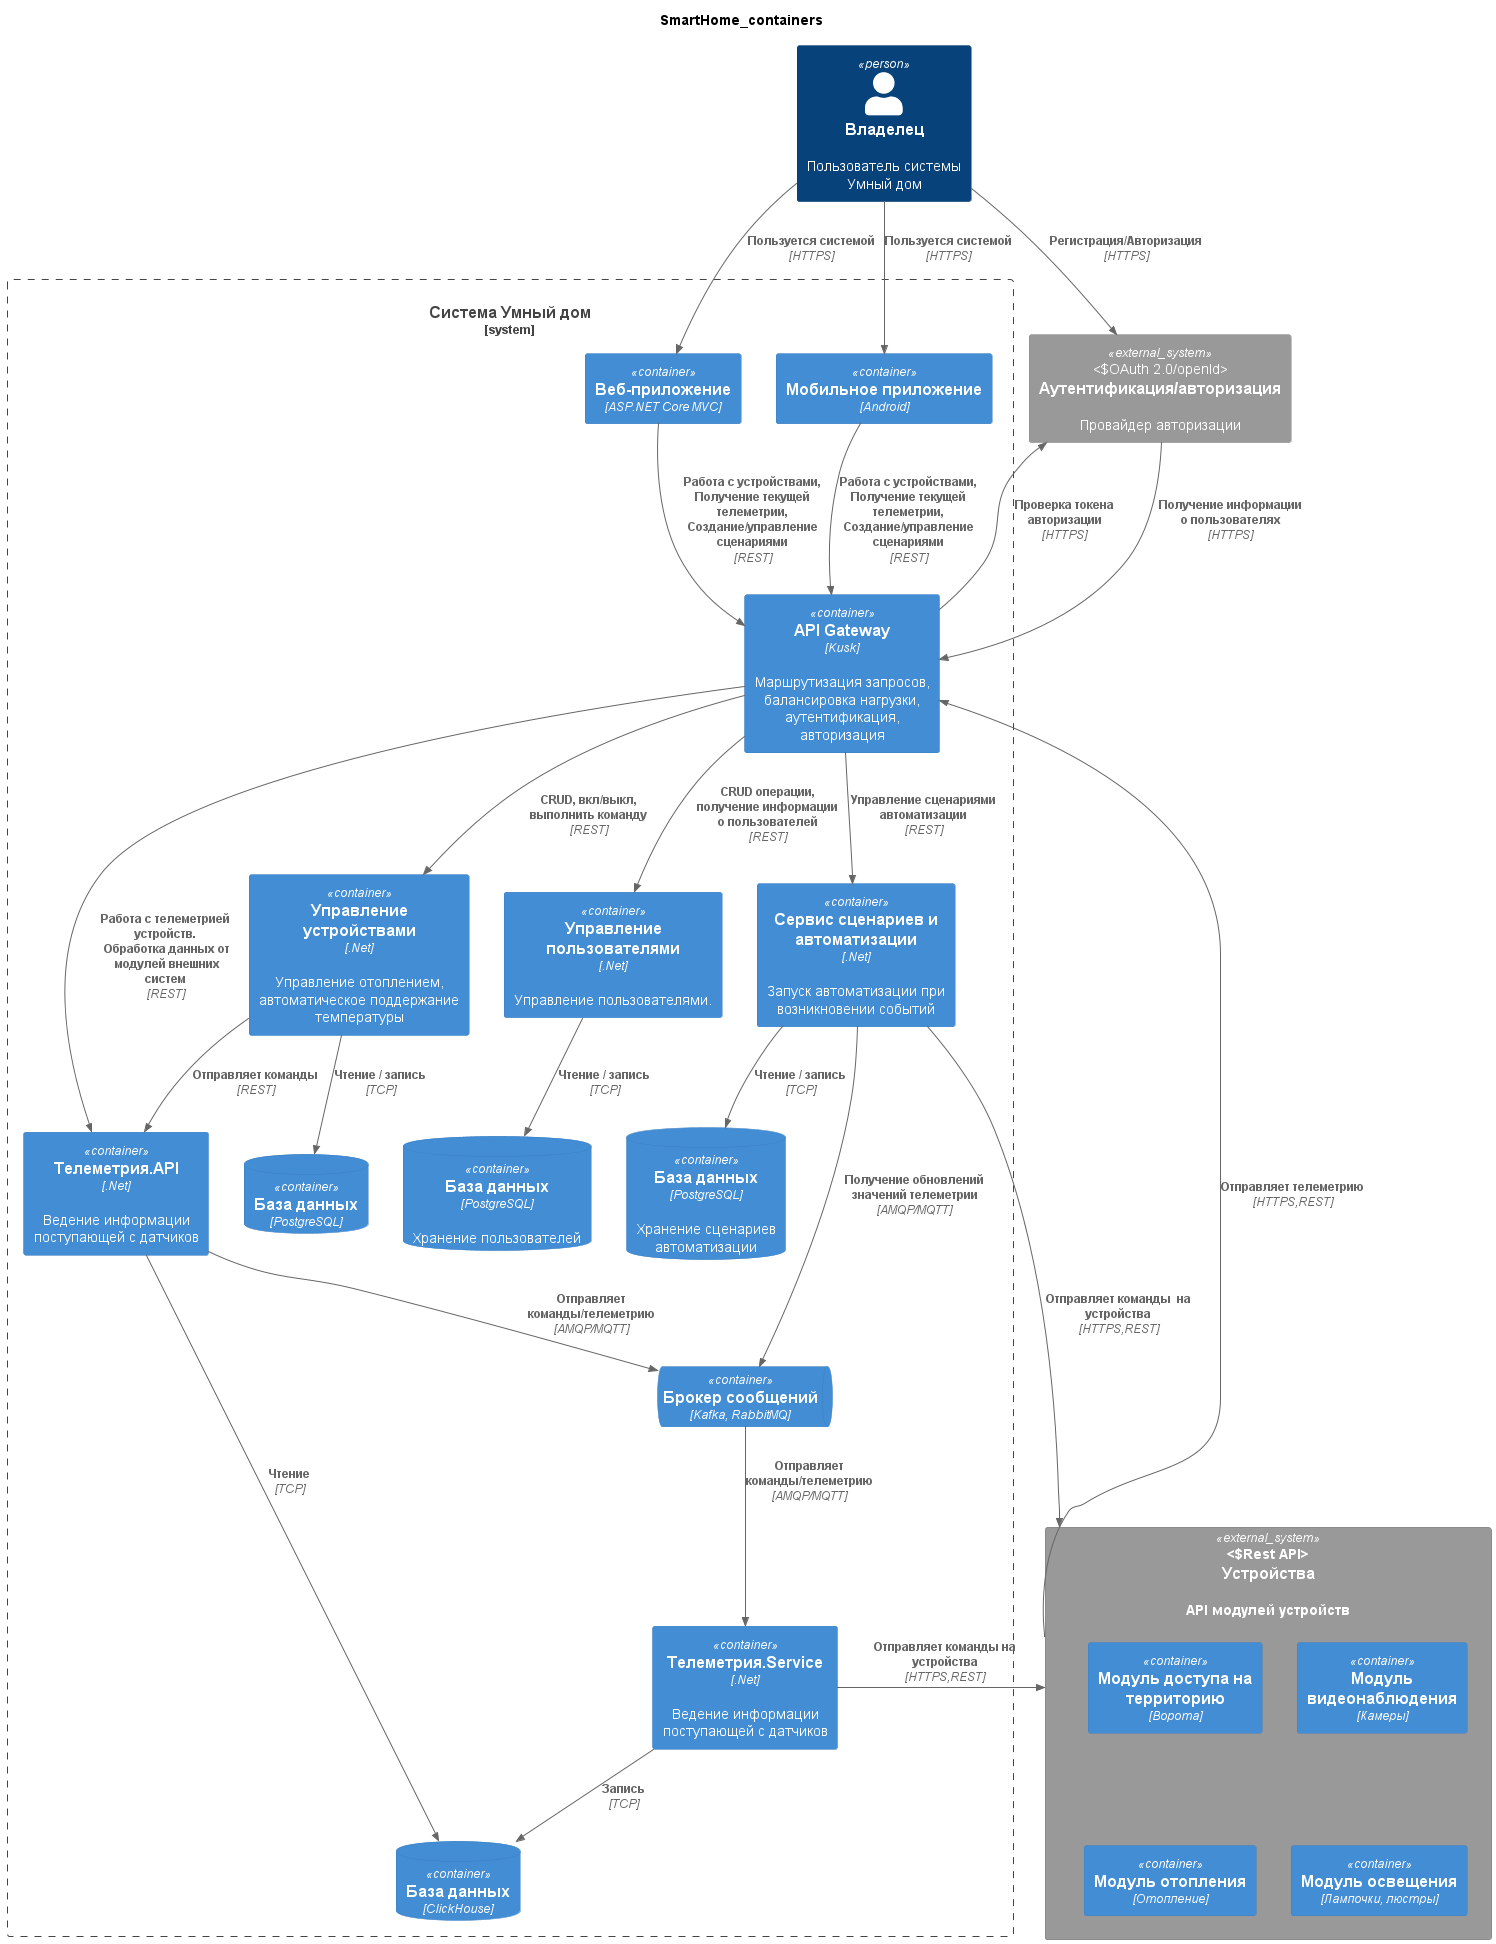 SmartHome_containers
«person»
Владелец
Пользователь системы
Умный дом
Пользуется системой
[HTTPS]
Пользуется системой
[HTTPS]
Регистрация/Авторизация
[HTTPS]
Система Умный дом
[system]
«container»
Веб-приложение
[ASP.NET Core MVC]
«container»
Мобильное приложение
[Android]
«external_system»
<$OAuth 2.0/openId>
Аутентификация/авторизация
Провайдер авторизации
Работа с устройствами,
Получение текущей
телеметрии,
Создание/управление
сценариями
[REST]
Работа с устройствами,
Получение текущей
телеметрии,
Создание/управление
сценариями
[REST]
Проверка токена
авторизации
[HTTPS]
Получение информации
о пользователях
[HTTPS]
«container»
API Gateway
[Kusk]
Маршрутизация запросов,
балансировка нагрузки,
аутентификация,
авторизация
CRUD, вкл/выкл,
выполнить команду
[REST]
CRUD операции,
получение информации
о пользователей
[REST]
Управление сценариями
автоматизации
[REST]
Работа с телеметрией
устройств.
Обработка данных от
модулей внешних
систем
[REST]
«container»
Управление
устройствами
[.Net]
Управление отоплением,
автоматическое поддержание
температуры
«container»
Управление
пользователями
[.Net]
Управление пользователями.
«container»
Сервис сценариев и
автоматизации
[.Net]
Запуск автоматизации при
возникновении событий
Отправляет команды
[REST]
Чтение / запись
[TCP]
Чтение / запись
[TCP]
Чтение / запись
[TCP]
«container»
Телеметрия.API
[.Net]
Ведение информации
поступающей с датчиков
«container»
База данных
[PostgreSQL]
«container»
База данных
[PostgreSQL]
Хранение пользователей
«container»
База данных
[PostgreSQL]
Хранение сценариев
автоматизации
Получение обновлений
значений телеметрии
[AMQP/MQTT]
Отправляет телеметрию
[HTTPS,REST]
Отправляет
команды/телеметрию
[AMQP/MQTT]
Отправляет команды  на
устройства
[HTTPS,REST]
«container»
Брокер сообщений
[Kafka, RabbitMQ]
Чтение
[TCP]
Отправляет
команды/телеметрию
[AMQP/MQTT]
«external_system»
<$Rest API>
Устройства
API модулей устройств
«container»
Телеметрия.Service
[.Net]
Ведение информации
поступающей с датчиков
Отправляет команды на
устройства
[HTTPS,REST]
«container»
Модуль доступа на
территорию
[Ворота]
«container»
Модуль
видеонаблюдения
[Камеры]
Запись
[TCP]
«container»
База данных
[ClickHouse]
«container»
Модуль отопления
[Отопление]
«container»
Модуль освещения
[Лампочки, люстры]